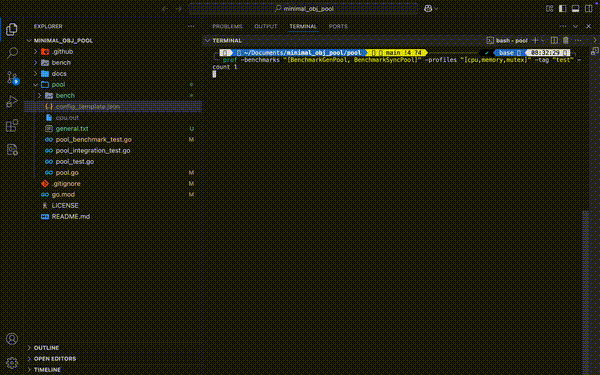 minimal_obj_pool
EXPLORER
MINIMAL_OBJ_POOL
.github
bench
docs
pool
bench
config_template.json
cpu.out
general.txt U
pool_benchmark_test.go M
pool_integration_test.go
pool_test.go
pool.go M
.gitignore M
go.mod M
LICENSE
README.md
OUTLINE
OPEN EDITORS
TIMELINE
PROBLEMS OUTPUT TERMINAL PORTS
TERMINAL
bash - pool
~/Documents/minimal_obj_pool/pool main !4 ?4 base 08:32:29
prof -benchmarks "[BenchmarkGenPool, BenchmarkSyncPool]" -profiles "[cpu,memory,mutex]" -tag "test" -
count 1